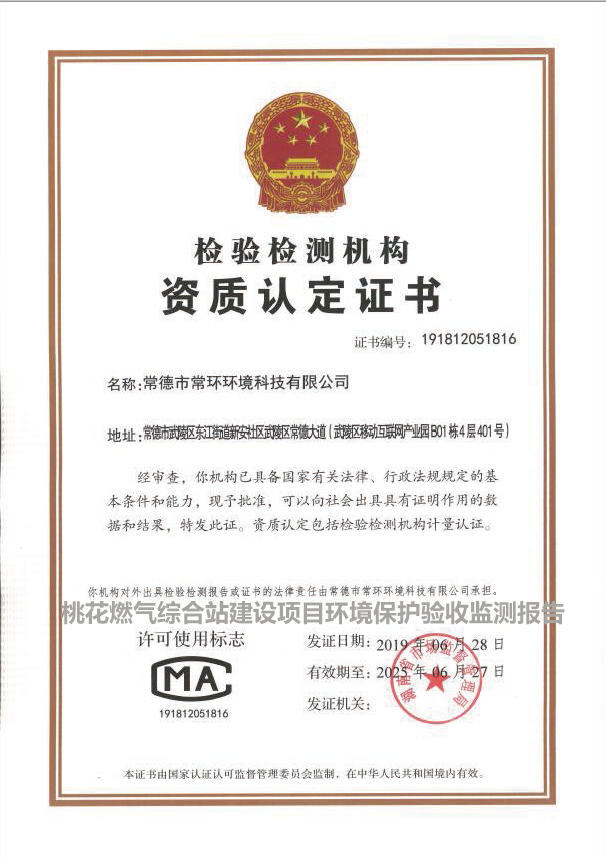 检验检测机构
资质认定证书
证书编号：191812051816
名称：常德市常环环境科技有限公司
地址：常德市武陵区东江街道新安社区武陵区常德大道（武陵区移动互联网产业园B01栋4层401号）
经审查，你机构已具备国家有关法律、行政法规规定的基
本条件和能力，现予批准，可以向社会出具具有证明作用的数
据和结果，特发此证。资质认定包括检验检测机构计量认证。
你机构对外出具检验检测报告或证书的法律责任由常德市常环环境科技有限公司承担。
桃花燃气综合站建设项目环境保护验收监测报告
许可使用标志
MA
191812051816
发证日期：2019年06月28日
有效期至：2025年06月27日
发证机关：
湖南省市场监督管理局
本证书由国家认证认可监督管理委员会监制，在中华人民共和国境内有效。